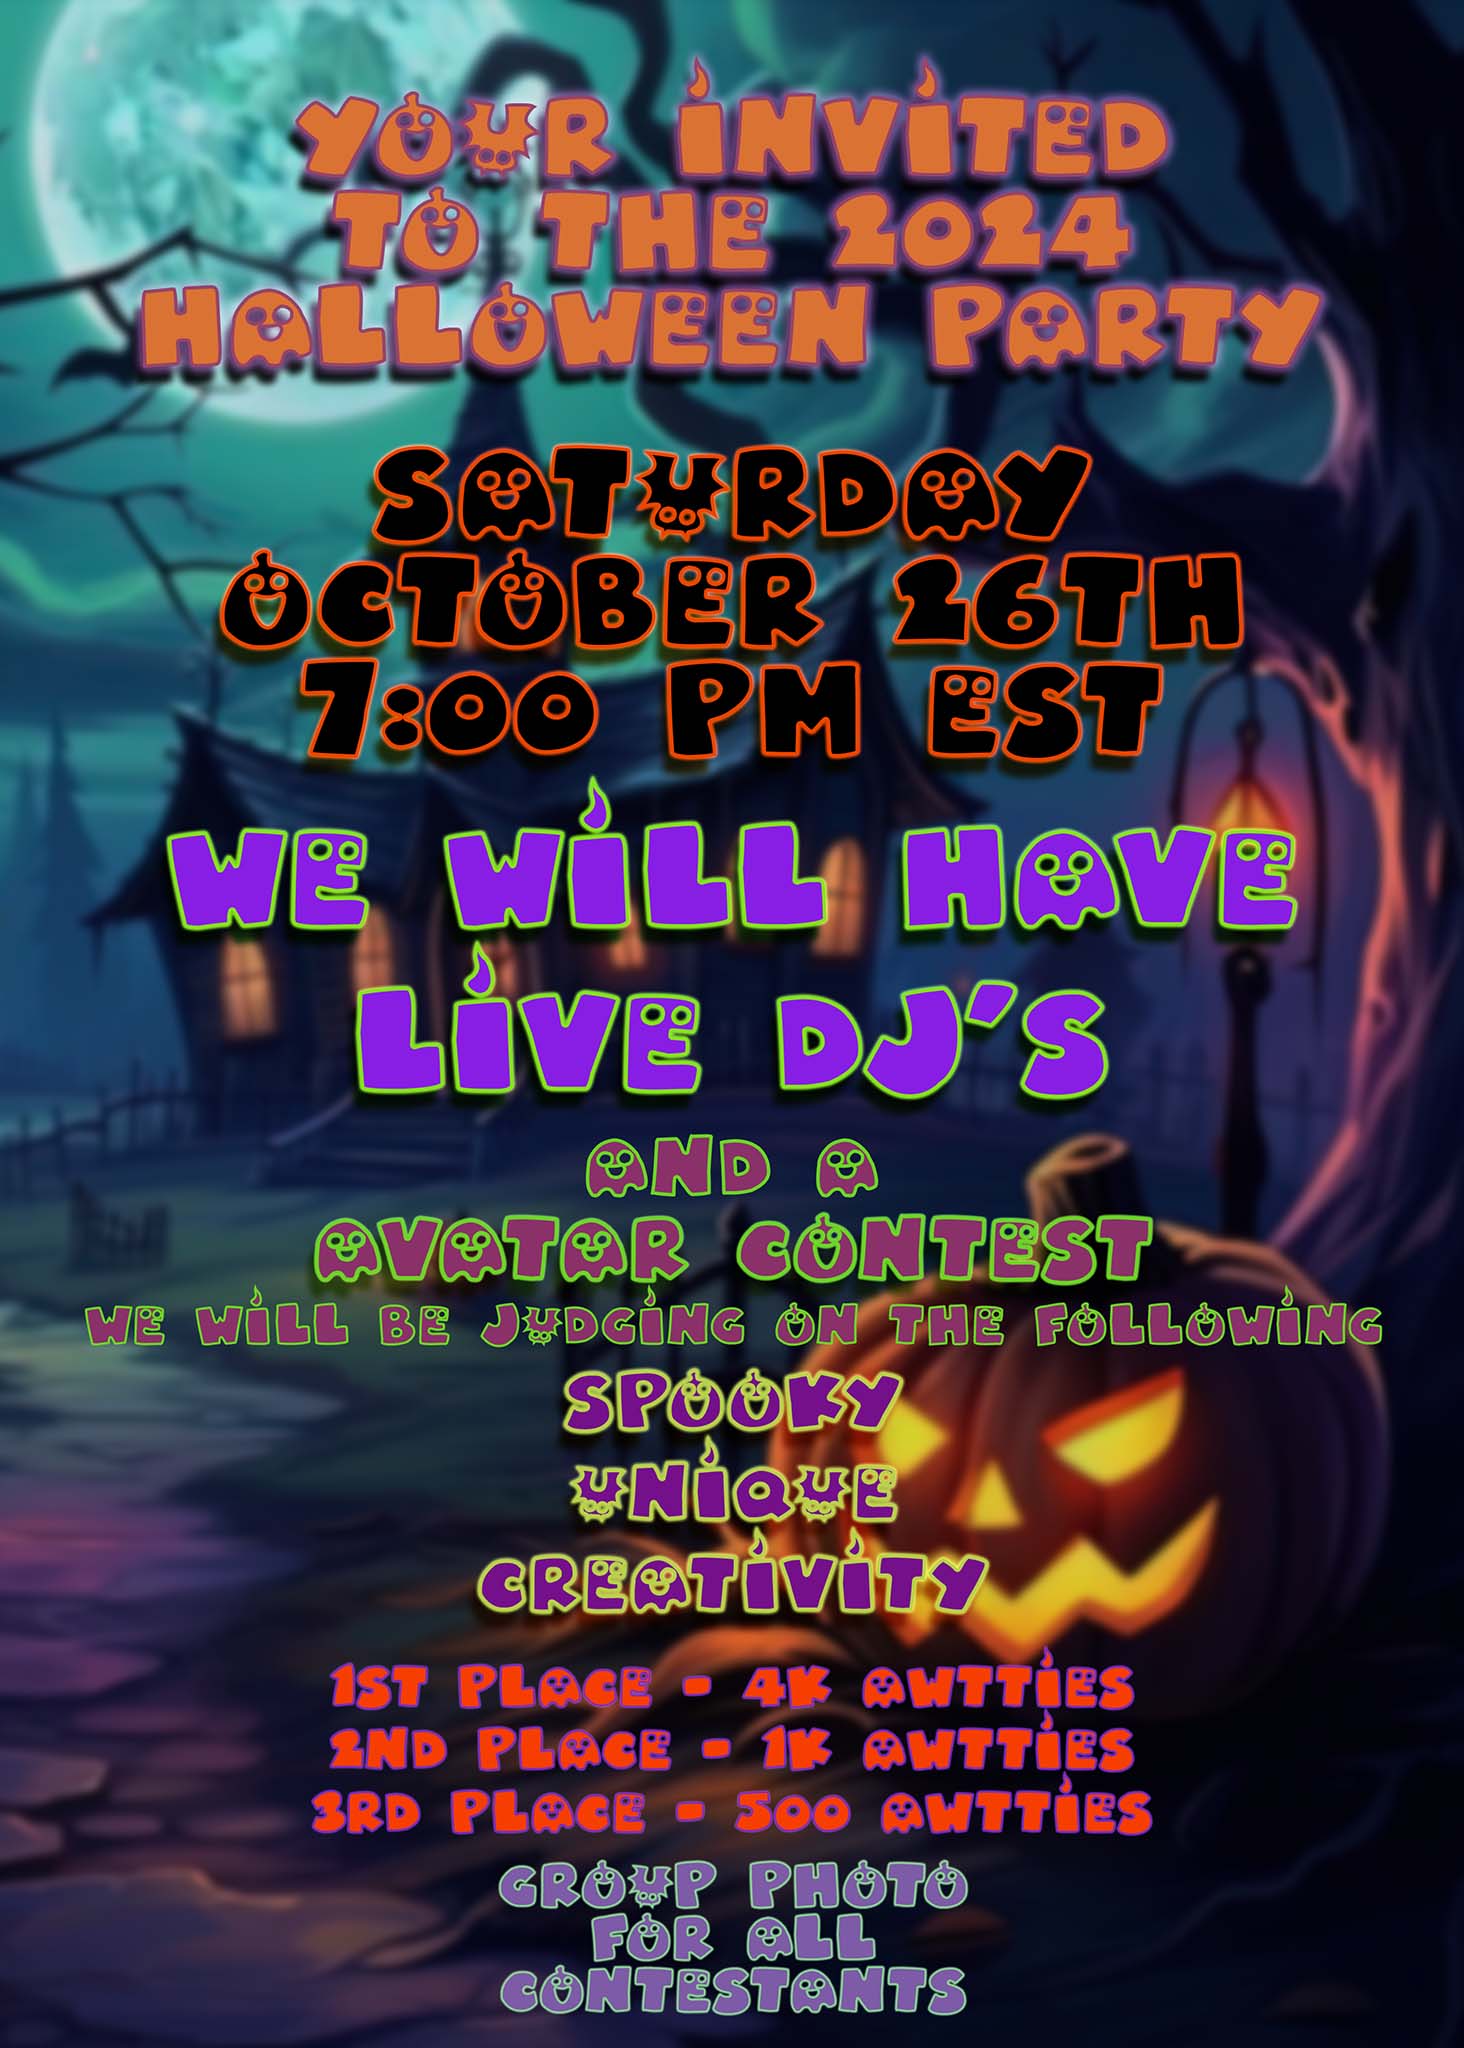 YOUR INVITED
TO THE 2024
HALLOWEEN PARTY
SATURDAY
OCTOBER 26TH
7:00 PM EST
WE WILL HAVE
LIVE DJ'S
AND A
AVATAR CONTEST
WE WILL BE JUDGING ON THE FOLLOWING
SPOOKY
UNIQUE
CREATIVITY
1ST PLACE - 4K AWTTIES
2ND PLACE - 1K AWTTIES
3RD PLACE - 500 AWTTIES
GROUP PHOTO
FOR ALL
CONTESTANTS